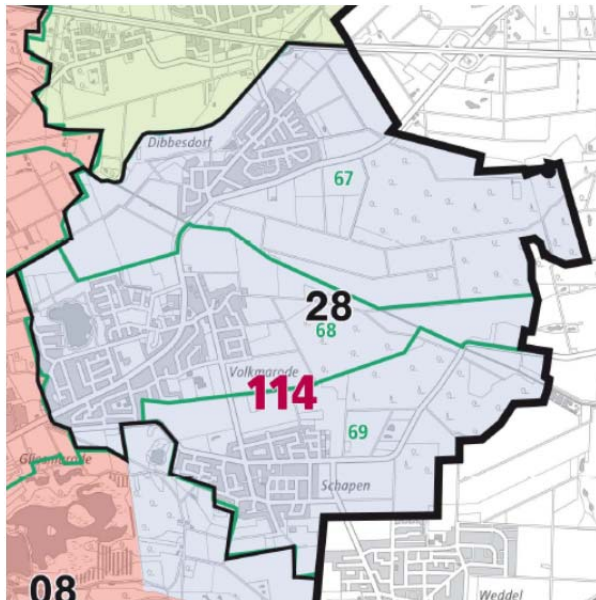 Dibbesdorf
67
28
68
Volkmarode
114
69
Gliesmarode
Schapen
08
Weddel